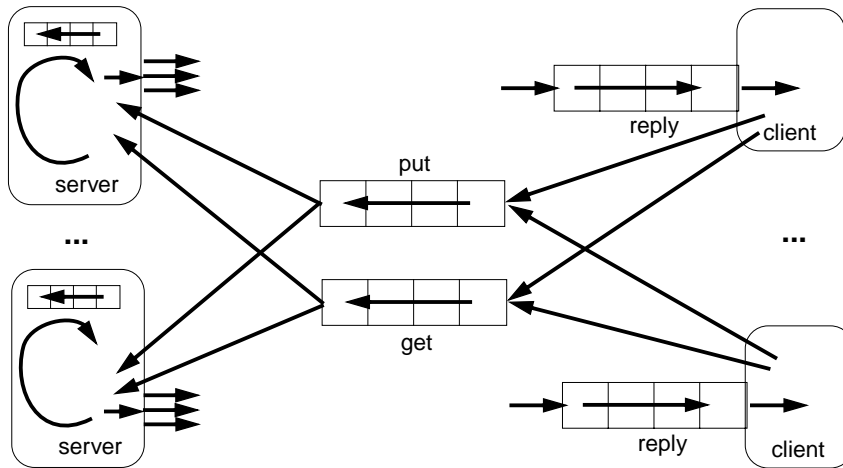 reply
client
put
server
...
...
get
server
reply
client